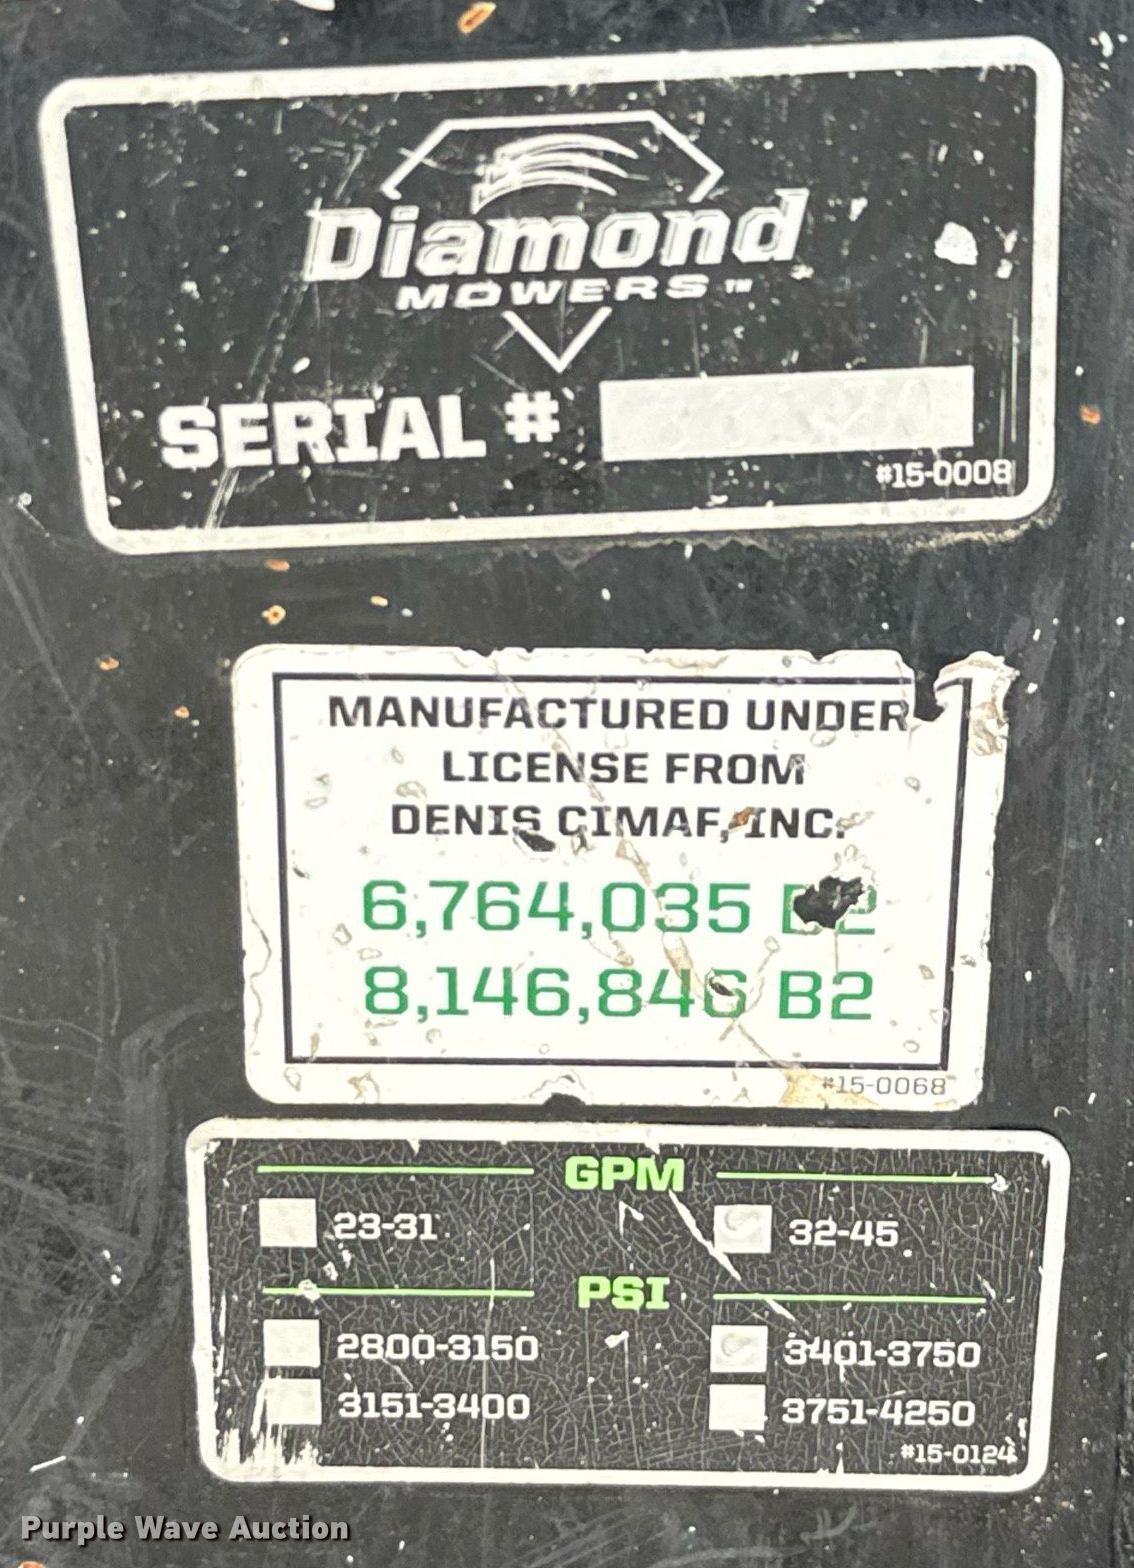 Diamond
MOWERS™
SERIAL #
#15-0008
MANUFACTURED UNDER
LICENSE FROM
DENIS CIMAF, INC.
6,764,035 B2
8,146,846 B2
#15-0068
GPM
23-31 32-45
PSI
2800-3150 3401-3750
3151-3400 3751-4250
#15-0124
Purple Wave Auction